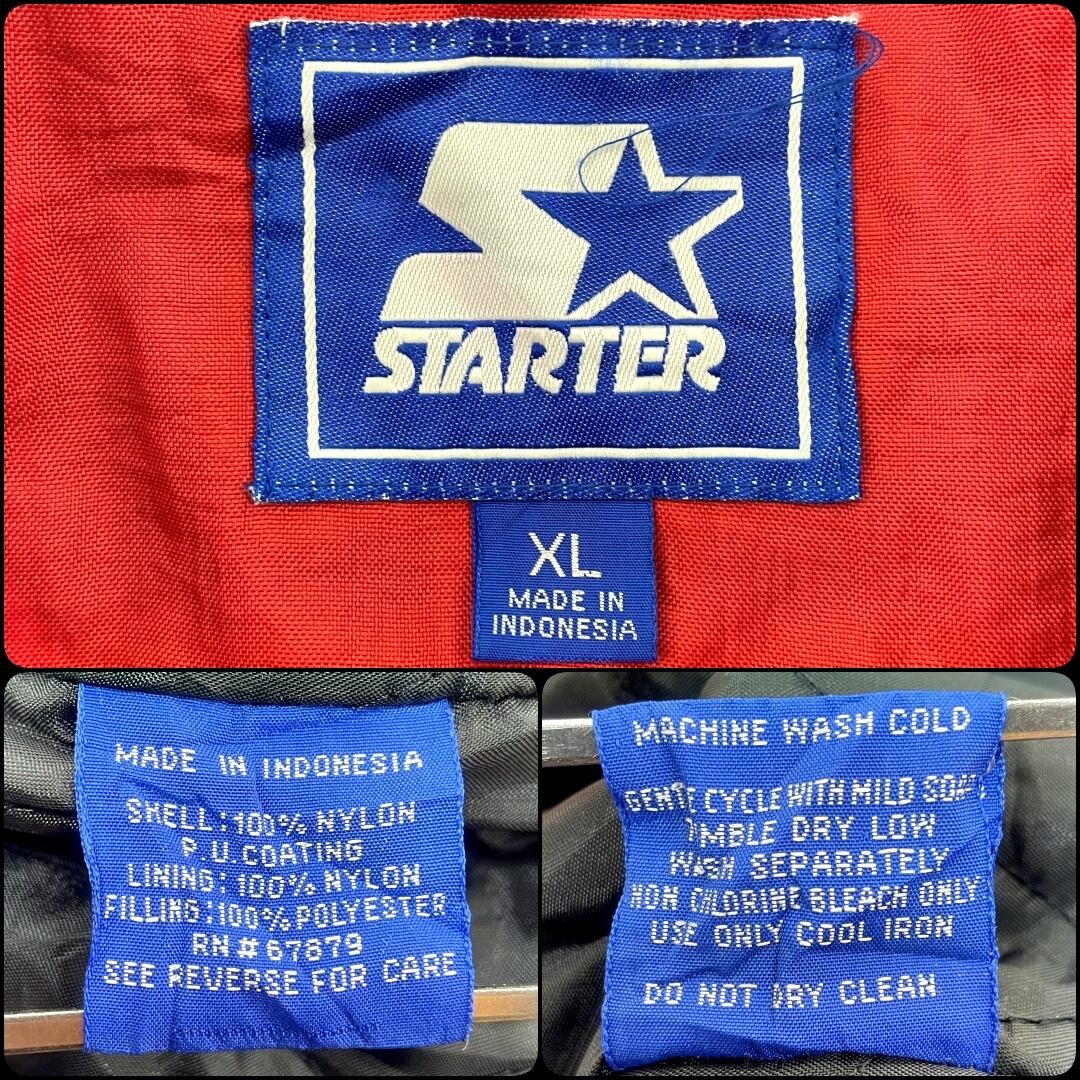 STARTER
XL
MADE IN
INDONESIA
MADE IN INDONESIA
SHELL:100% NYLON
P.U.COATING
LINING:100% NYLON
FILLING:100%POLYESTER
RN#67879
SEE REVERSE FOR CARE
MACHINE WASH COLD
CYCLE WITH MILD
DRY LOW
WASH SEPARATELY
NON CHLORINE BLEACH ONLY
USE ONLY COOL IRON
DO NOT DRY CLEAN